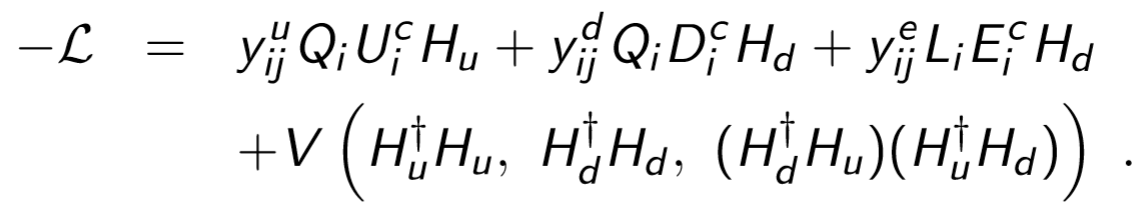 −ℒ = y^u_{ij} Q_i U^c_i H_u + y^d_{ij} Q_i D^c_i H_d + y^e_{ij} L_i E^c_i H_d
+ V ( H^†_u H_u, H^†_d H_d, (H^†_d H_u)(H^†_u H_d) ) .